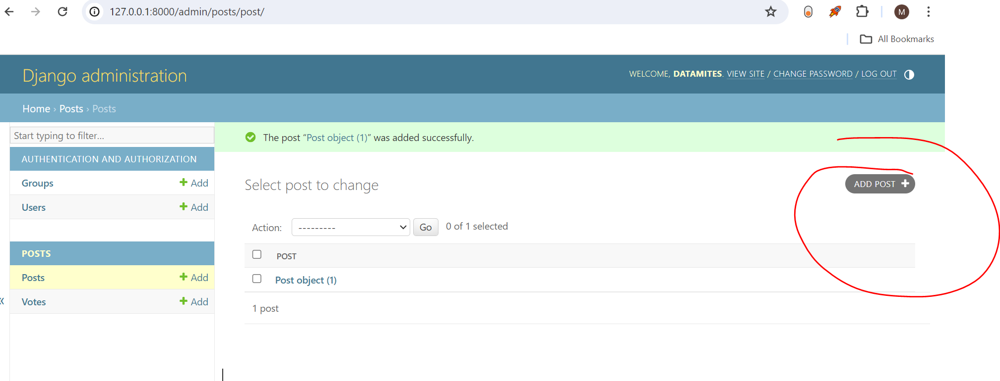 127.0.0.1:8000/admin/posts/post/
M
All Bookmarks
Django administration
WELCOME, DATAMITES. VIEW SITE / CHANGE PASSWORD / LOG OUT
Home › Posts › Posts
Start typing to filter...
The post “Post object (1)” was added successfully.
AUTHENTICATION AND AUTHORIZATION
Groups + Add
Users + Add
POSTS
Posts + Add
Votes + Add
«
Select post to change
ADD POST +
Action: --------- Go 0 of 1 selected
POST
Post object (1)
1 post